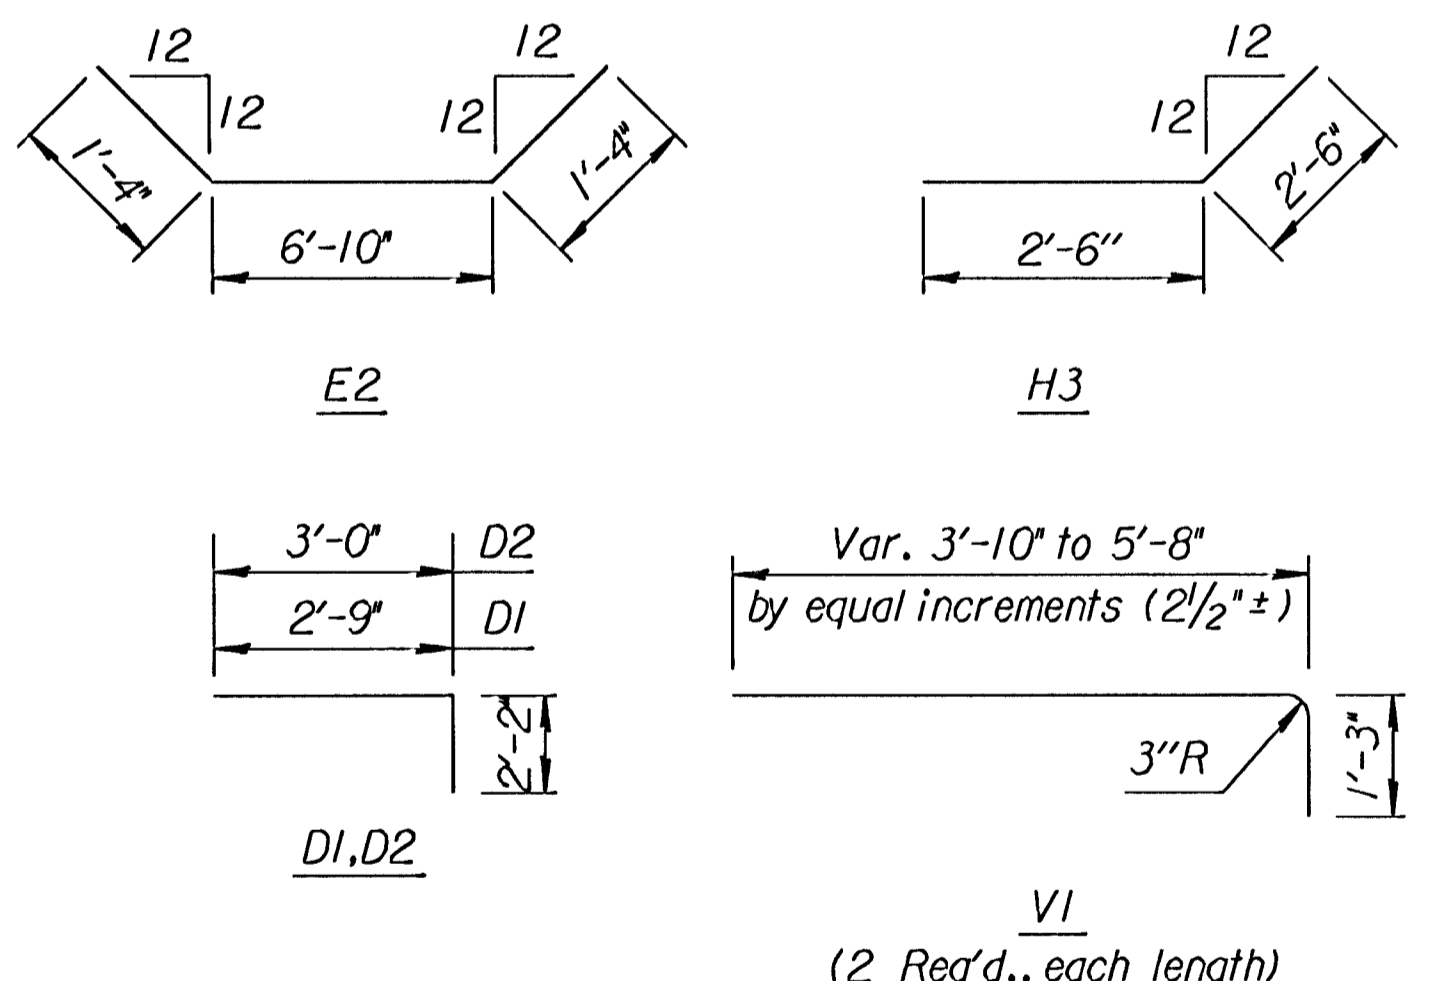 12
12
1'-4"
6'-10"
12
12
1'-4"
E2
12
12
2'-6"
2'-6"
H3
3'-0" D2
2'-9" D1
2'-2"
D1,D2
Var. 3'-10" to 5'-8"
by equal increments (2 1/2" ±)
3"R
1'-3"
V1
(2 Req'd., each length)